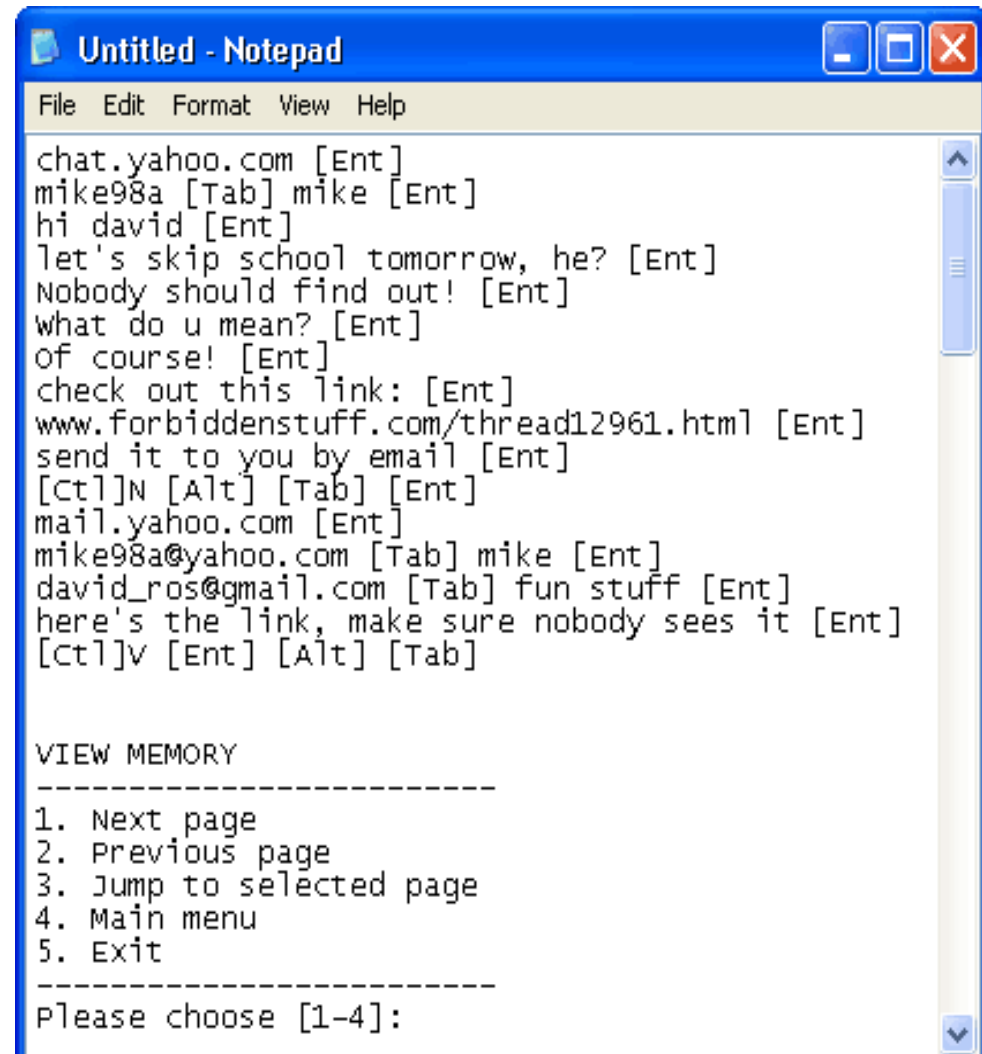 Untitled - Notepad
File Edit Format View Help
chat.yahoo.com [Ent]
mike98a [Tab] mike [Ent]
hi david [Ent]
let's skip school tomorrow, he? [Ent]
Nobody should find out! [Ent]
What do u mean? [Ent]
Of course! [Ent]
check out this link: [Ent]
www.forbiddenstuff.com/thread12961.html [Ent]
send it to you by email [Ent]
[Ctl]N [Alt] [Tab] [Ent]
mail.yahoo.com [Ent]
mike98a@yahoo.com [Tab] mike [Ent]
david_ros@gmail.com [Tab] fun stuff [Ent]
here's the link, make sure nobody sees it [Ent]
[Ctl]V [Ent] [Alt] [Tab]
VIEW MEMORY
-------------------------
1. Next page
2. Previous page
3. Jump to selected page
4. Main menu
5. Exit
-------------------------
Please choose [1-4]: